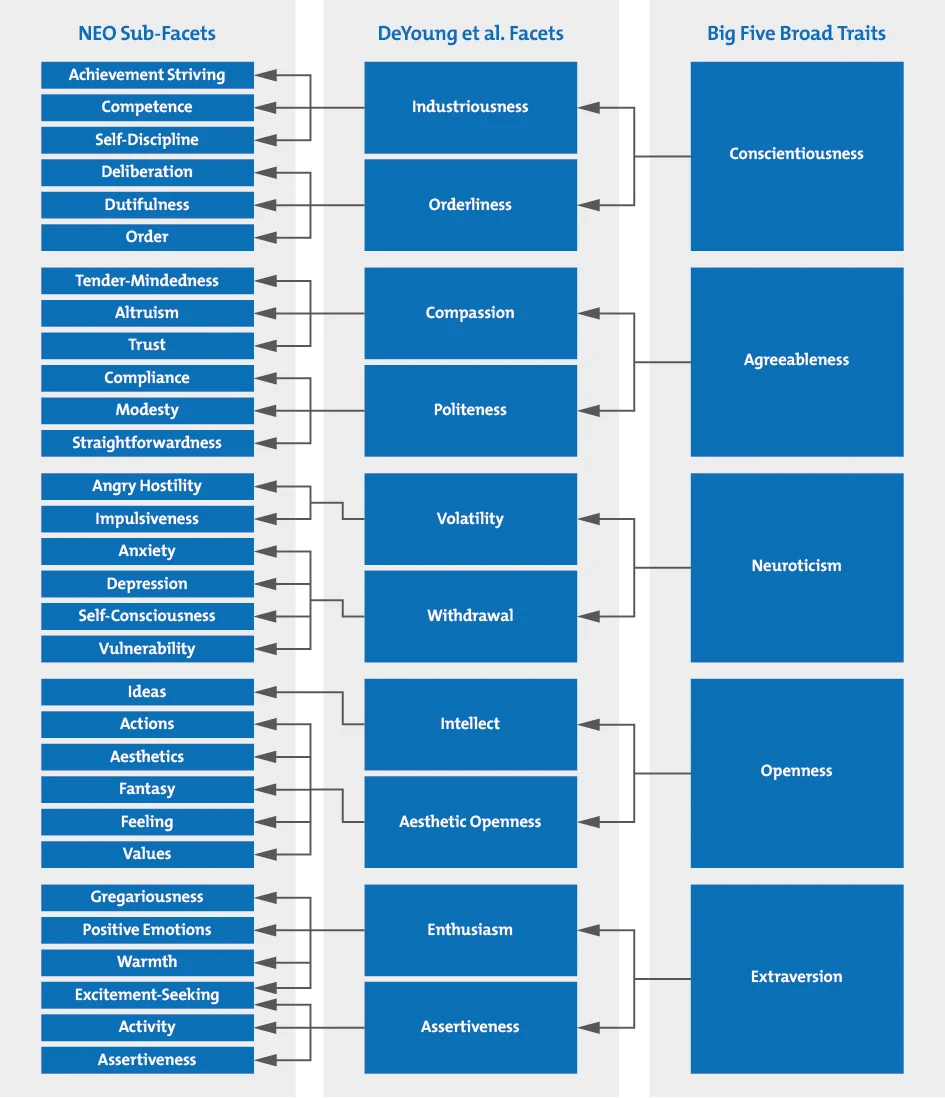 NEO Sub-Facets
DeYoung et al. Facets
Big Five Broad Traits
Achievement Striving
Competence
Self-Discipline
Deliberation
Dutifulness
Order
Industriousness
Orderliness
Conscientiousness
Tender-Mindedness
Altruism
Trust
Compliance
Modesty
Straightforwardness
Compassion
Politeness
Agreeableness
Angry Hostility
Impulsiveness
Anxiety
Depression
Self-Consciousness
Vulnerability
Volatility
Withdrawal
Neuroticism
Ideas
Actions
Aesthetics
Fantasy
Feeling
Values
Intellect
Aesthetic Openness
Openness
Gregariousness
Positive Emotions
Warmth
Excitement-Seeking
Activity
Assertiveness
Enthusiasm
Assertiveness
Extraversion